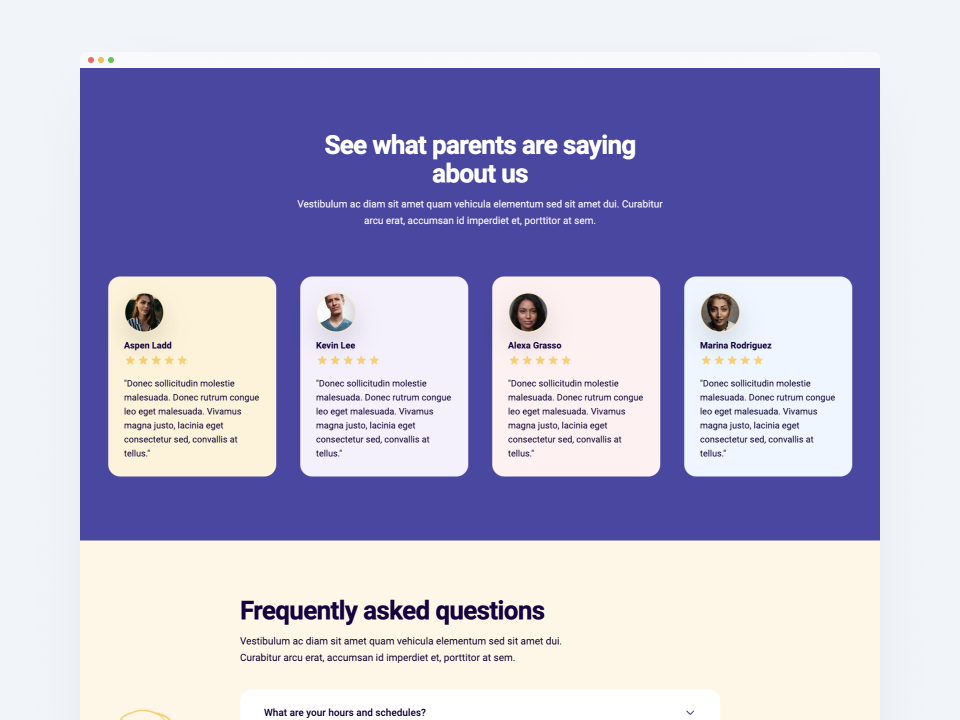 See what parents are saying
about us
Vestibulum ac diam sit amet quam vehicula elementum sed sit amet dui. Curabitur
arcu erat, accumsan id imperdiet et, porttitor at sem.
Aspen Ladd
"Donec sollicitudin molestie
malesuada. Donec rutrum congue
leo eget malesuada. Vivamus
magna justo, lacinia eget
consectetur sed, convallis at
tellus."
Kevin Lee
"Donec sollicitudin molestie
malesuada. Donec rutrum congue
leo eget malesuada. Vivamus
magna justo, lacinia eget
consectetur sed, convallis at
tellus."
Alexa Grasso
"Donec sollicitudin molestie
malesuada. Donec rutrum congue
leo eget malesuada. Vivamus
magna justo, lacinia eget
consectetur sed, convallis at
tellus."
Marina Rodriguez
"Donec sollicitudin molestie
malesuada. Donec rutrum congue
leo eget malesuada. Vivamus
magna justo, lacinia eget
consectetur sed, convallis at
tellus."
Frequently asked questions
Vestibulum ac diam sit amet quam vehicula elementum sed sit amet dui.
Curabitur arcu erat, accumsan id imperdiet et, porttitor at sem.
What are your hours and schedules?